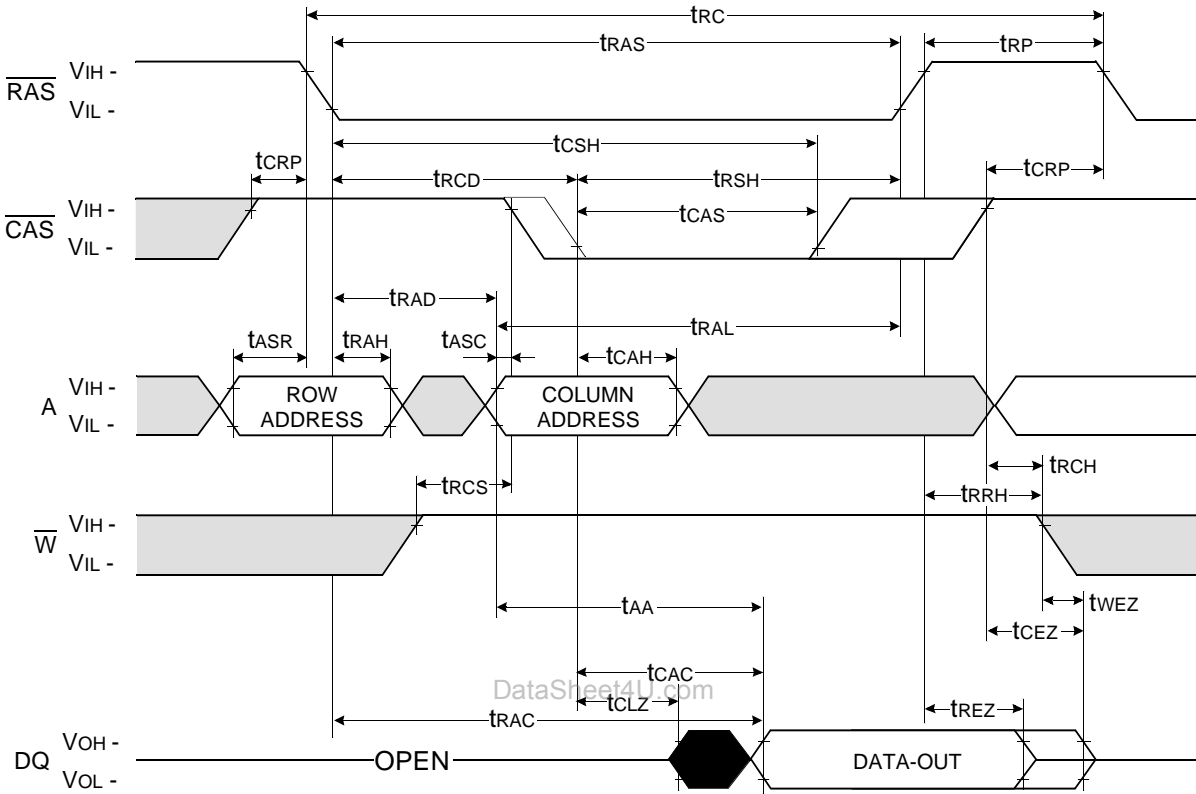 tRC
tRAS
tRP
RAS
VIH -
VIL -
tCSH
tCRP
tRCD
tRSH
tCRP
CAS
VIH -
VIL -
tCAS
tRAD
tRAL
tASR
tRAH
tASC
tCAH
A
VIH -
VIL -
ROW
ADDRESS
COLUMN
ADDRESS
tRCH
tRCS
tRRH
W
VIH -
VIL -
tAA
tWEZ
tCEZ
tCAC
DataSheet4U.com
tCLZ
tRAC
tREZ
DQ
VOH -
VOL -
OPEN
DATA-OUT